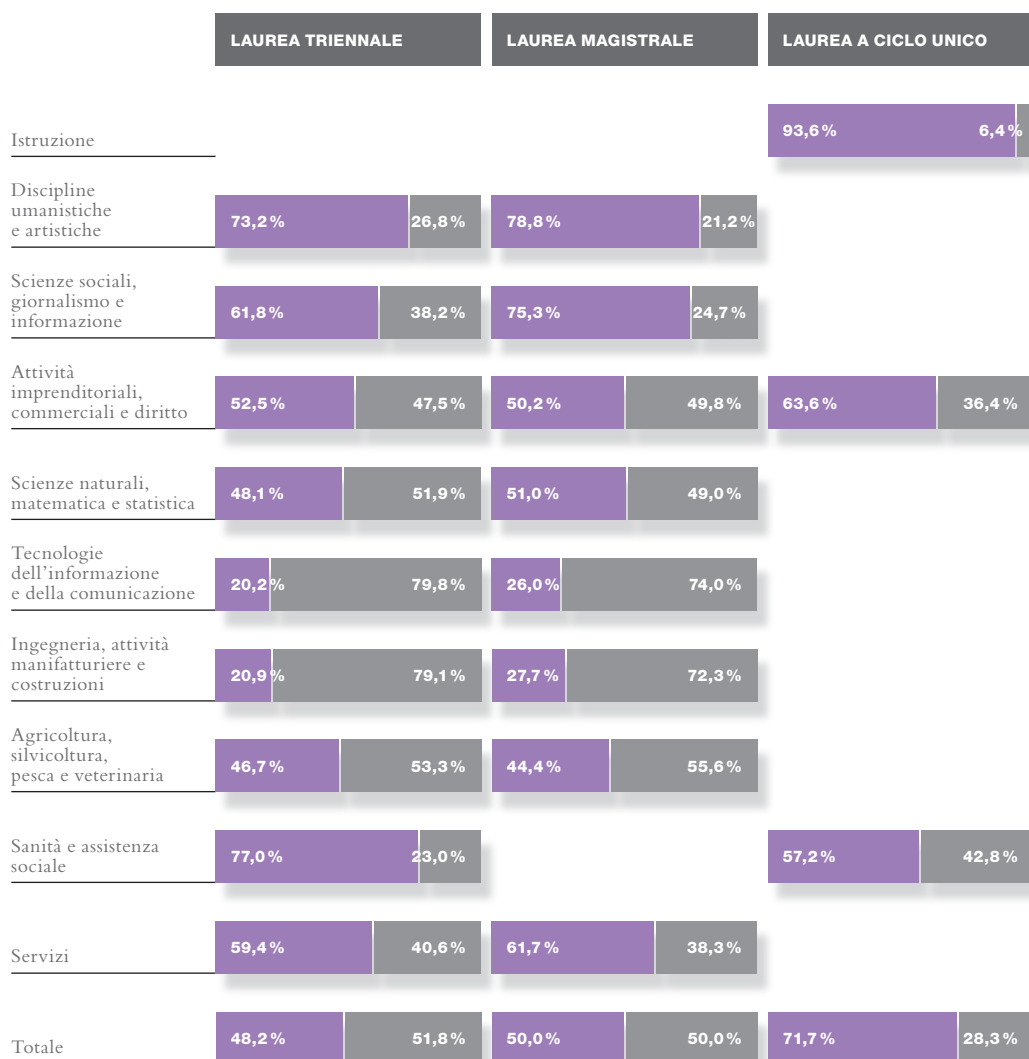 LAUREA TRIENNALE LAUREA MAGISTRALE LAUREA A CICLO UNICO
Istruzione
93,6% 6,4%
Discipline
umanistiche
e artistiche
73,2% 26,8% 78,8% 21,2%
Scienze sociali,
giornalismo e
informazione
61,8% 38,2% 75,3% 24,7%
Attività
imprenditoriali,
commerciali e diritto
52,5% 47,5% 50,2% 49,8% 63,6% 36,4%
Scienze naturali,
matematica e statistica
48,1% 51,9% 51,0% 49,0%
Tecnologie
dell'informazione
e della comunicazione
20,2% 79,8% 26,0% 74,0%
Ingegneria, attività
manifatturiere e
costruzioni
20,9% 79,1% 27,7% 72,3%
Agricoltura,
silvicoltura,
pesca e veterinaria
46,7% 53,3% 44,4% 55,6%
Sanità e assistenza
sociale
77,0% 23,0% 57,2% 42,8%
Servizi
59,4% 40,6% 61,7% 38,3%
Totale
48,2% 51,8% 50,0% 50,0% 71,7% 28,3%